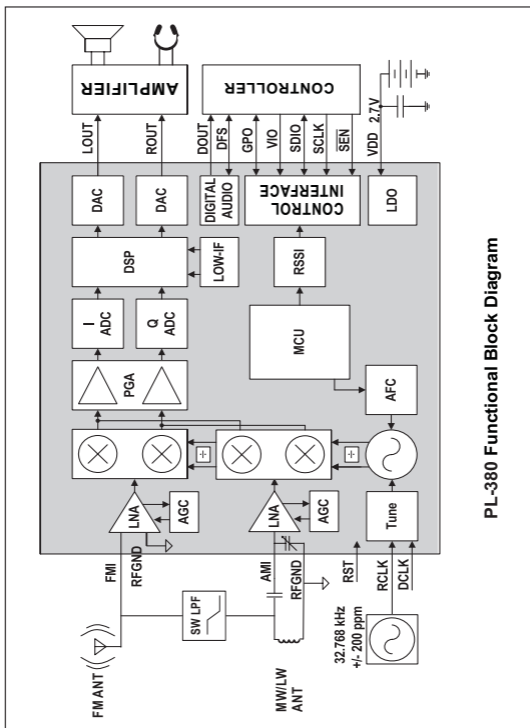 FM ANT
SW LPF
MW/LW
ANT
32.768 kHz
+/- 200 ppm
FMI
RFGND
AMI
RFGND
RST
RCLK
DCLK
LNA
AGC
LNA
AGC
Tune
÷
÷
AFC
PGA
I
ADC
Q
ADC
MCU
DSP
LOW-IF
RSSI
DAC
DAC
DIGITAL
AUDIO
CONTROL
INTERFACE
LDO
LOUT
ROUT
DOUT
DFS
GPO
VIO
SDIO
SCLK
SEN
VDD
2.7 V
AMPLIFIER
CONTROLLER
PL-380 Functional Block Diagram